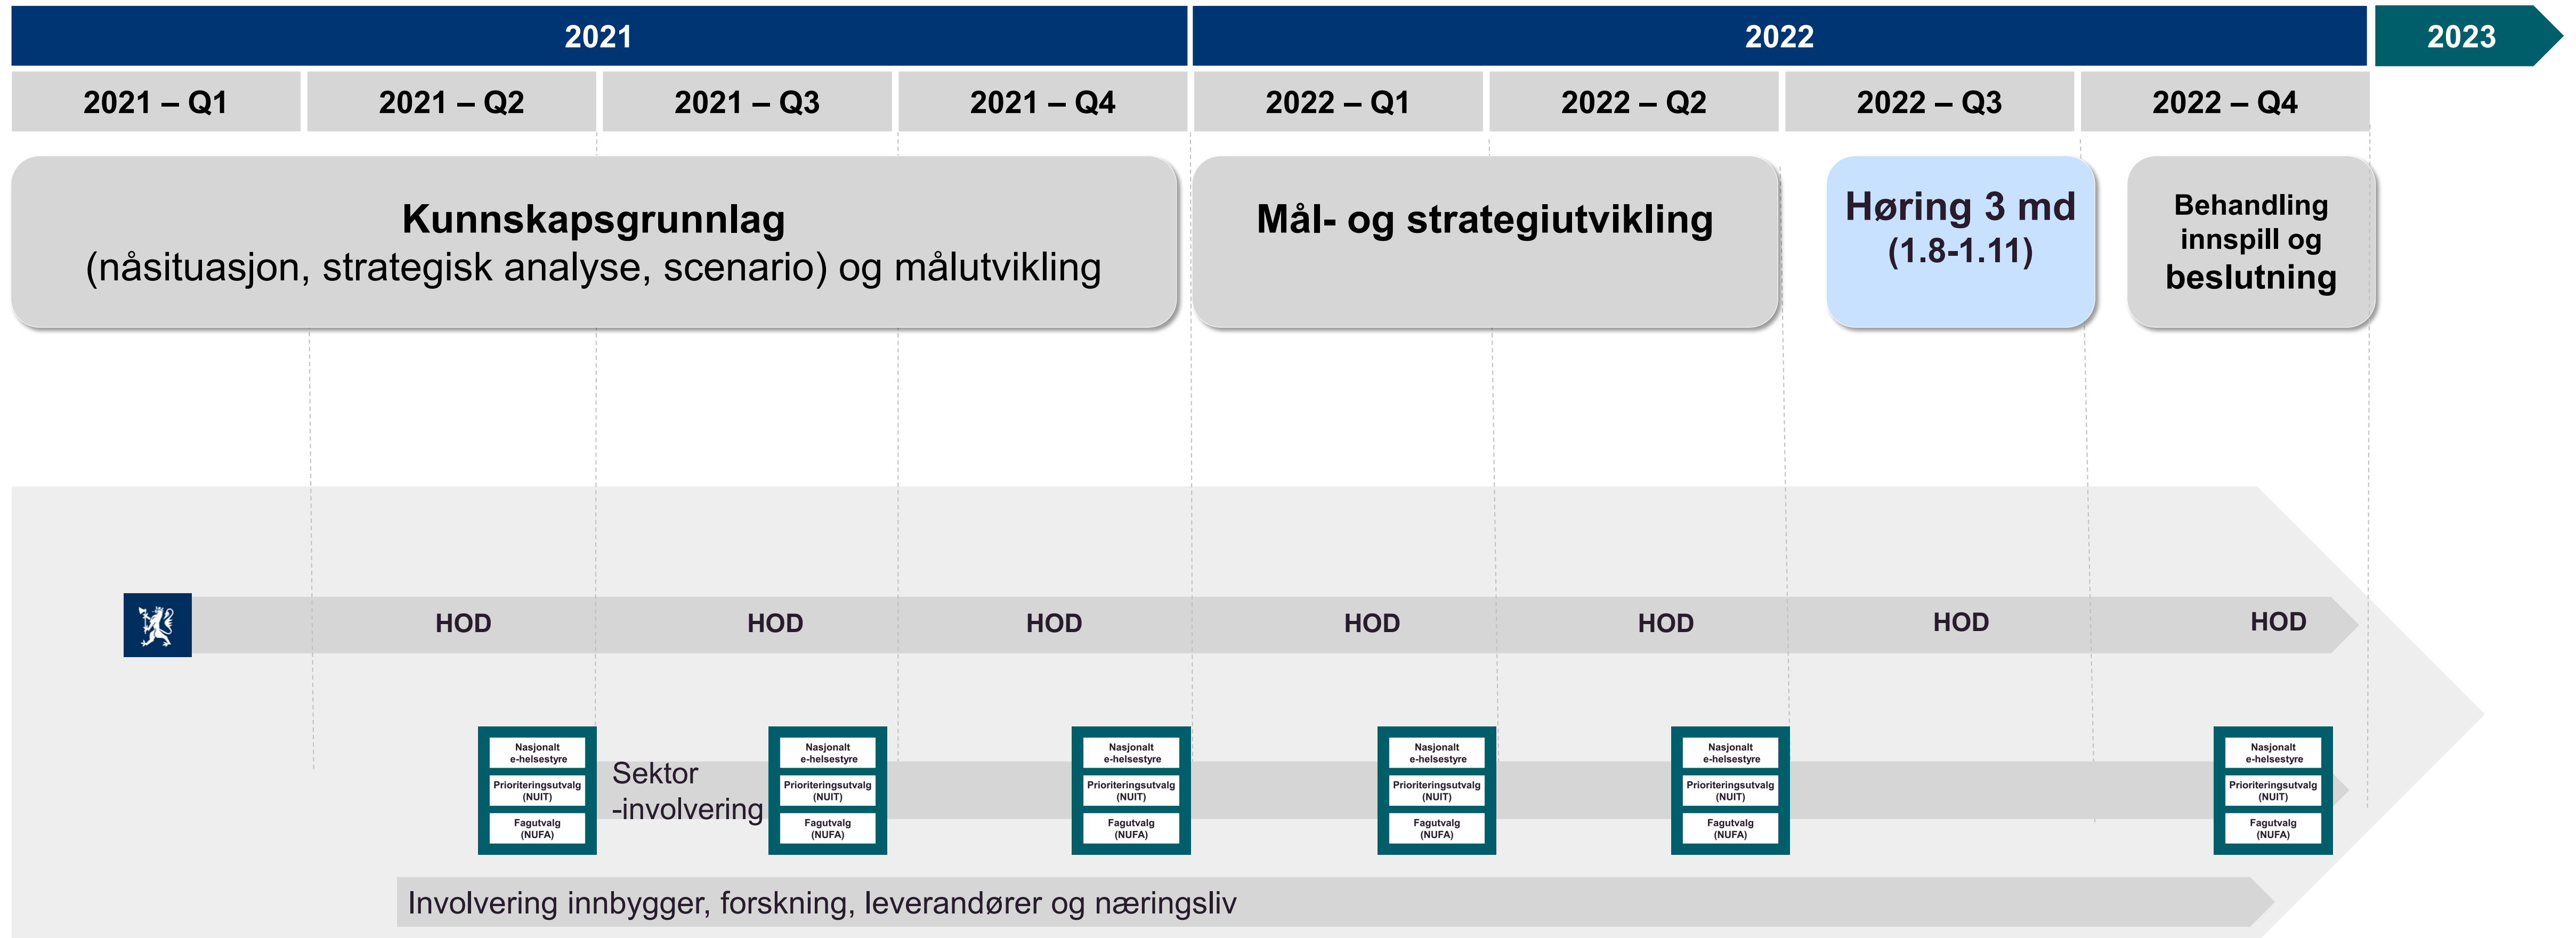 2021
2022
2023
2021 – Q1
2021 – Q2
2021 – Q3
2021 – Q4
2022 – Q1
2022 – Q2
2022 – Q3
2022 – Q4
Kunnskapsgrunnlag
(nåsituasjon, strategisk analyse, scenario) og målutvikling
Mål- og strategiutvikling
Høring 3 md
(1.8-1.11)
Behandling
innspill og
beslutning
HOD
HOD
HOD
HOD
HOD
HOD
HOD
Nasjonalt
e-helsestyre
Prioriteringsutvalg
(NUIT)
Fagutvalg
(NUFA)
Sektor
-involvering
Nasjonalt
e-helsestyre
Prioriteringsutvalg
(NUIT)
Fagutvalg
(NUFA)
Nasjonalt
e-helsestyre
Prioriteringsutvalg
(NUIT)
Fagutvalg
(NUFA)
Nasjonalt
e-helsestyre
Prioriteringsutvalg
(NUIT)
Fagutvalg
(NUFA)
Nasjonalt
e-helsestyre
Prioriteringsutvalg
(NUIT)
Fagutvalg
(NUFA)
Nasjonalt
e-helsestyre
Prioriteringsutvalg
(NUIT)
Fagutvalg
(NUFA)
Involvering innbygger, forskning, leverandører og næringsliv